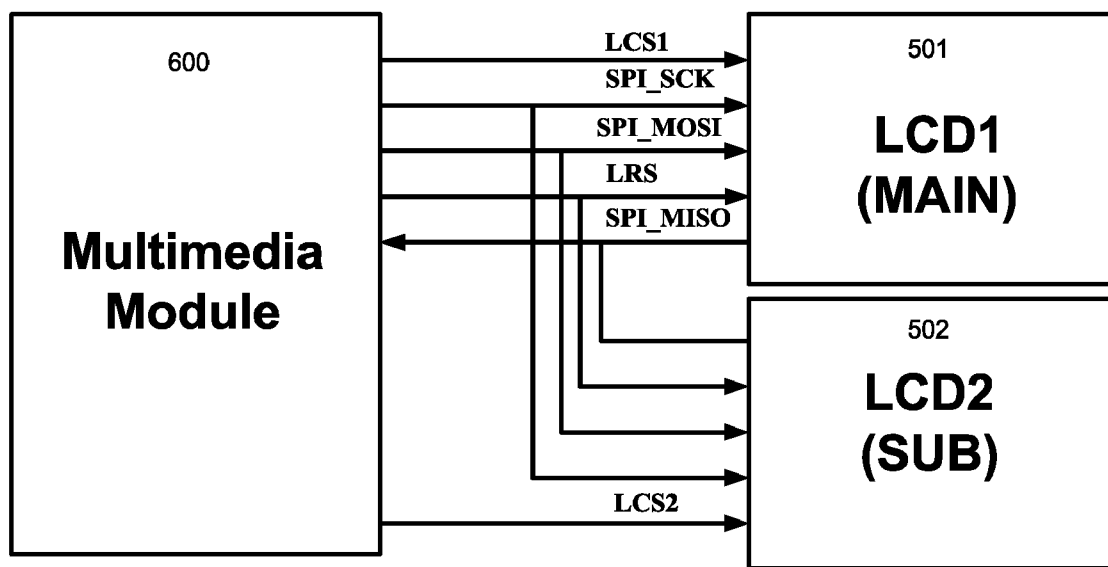 600
Multimedia
Module
LCS1
SPI_SCK
SPI_MOSI
LRS
SPI_MISO
LCS2
501
LCD1
(MAIN)
502
LCD2
(SUB)